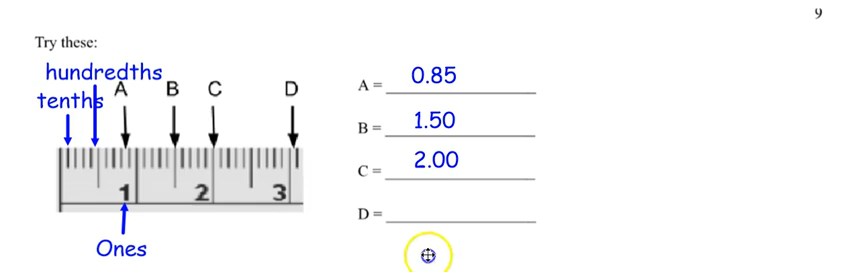 9
Try these:
hundredths
tenths
A B C D
1 2 3
Ones
A = 0.85
B = 1.50
C = 2.00
D =